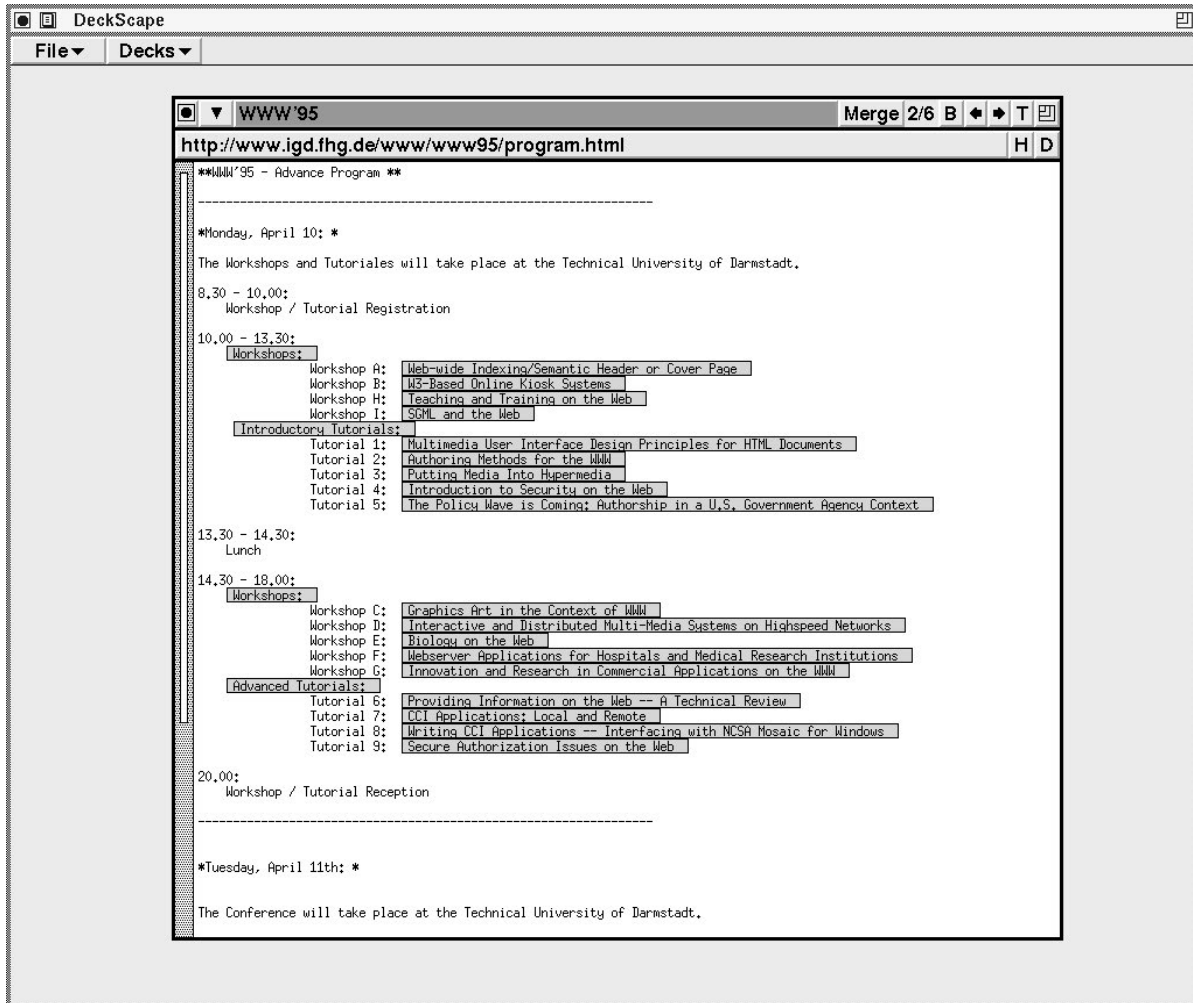 DeckScape
File Decks
WWW'95 Merge 2/6 B T
http://www.igd.fhg.de/www/www95/program.html H D
**WWW'95 - Advance Program **
-----------------------------------------------------------------
*Monday, April 10: *
The Workshops and Tutoriales will take place at the Technical University of Darmstadt.
8.30 - 10.00:
Workshop / Tutorial Registration
10.00 - 13.30:
Workshops:
Workshop A: Web-wide Indexing/Semantic Header or Cover Page
Workshop B: W3-Based Online Kiosk Systems
Workshop H: Teaching and Training on the Web
Workshop I: SGML and the Web
Introductory Tutorials:
Tutorial 1: Multimedia User Interface Design Principles for HTML Documents
Tutorial 2: Authoring Methods for the WWW
Tutorial 3: Putting Media Into Hypermedia
Tutorial 4: Introduction to Security on the Web
Tutorial 5: The Policy Wave is Coming: Authorship in a U.S. Government Agency Context
13.30 - 14.30:
Lunch
14.30 - 18.00:
Workshops:
Workshop C: Graphics Art in the Context of WWW
Workshop D: Interactive and Distributed Multi-Media Systems on Highspeed Networks
Workshop E: Biology on the Web
Workshop F: Webserver Applications for Hospitals and Medical Research Institutions
Workshop G: Innovation and Research in Commercial Applications on the WWW
Advanced Tutorials:
Tutorial 6: Providing Information on the Web -- A Technical Review
Tutorial 7: CCI Applications: Local and Remote
Tutorial 8: Writing CCI Applications -- Interfacing with NCSA Mosaic for Windows
Tutorial 9: Secure Authorization Issues on the Web
20.00:
Workshop / Tutorial Reception
-----------------------------------------------------------------
*Tuesday, April 11th: *
The Conference will take place at the Technical University of Darmstadt.